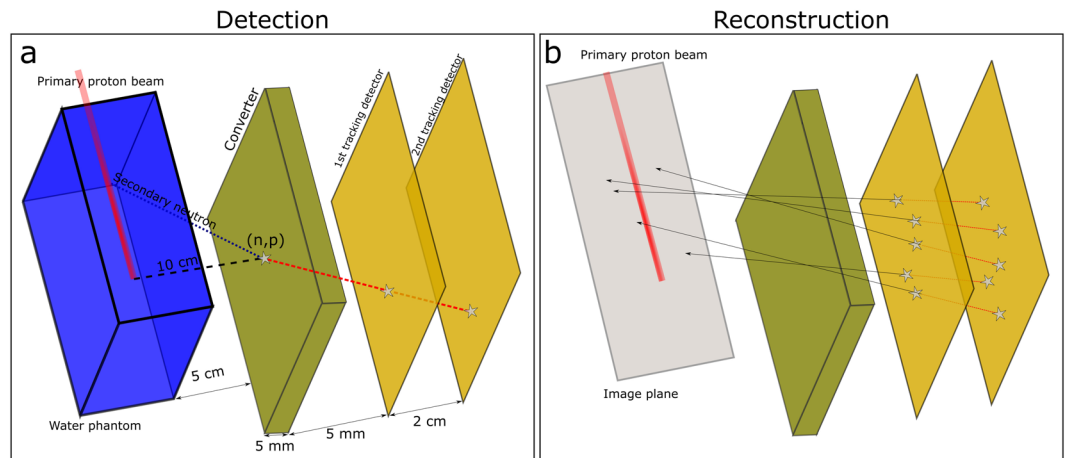 Detection
Reconstruction
a
Primary proton beam
Converter
1st tracking detector
2nd tracking detector
Secondary neutron
(n,p)
10 cm
5 cm
Water phantom
5 mm
5 mm
2 cm
b
Primary proton beam
Image plane